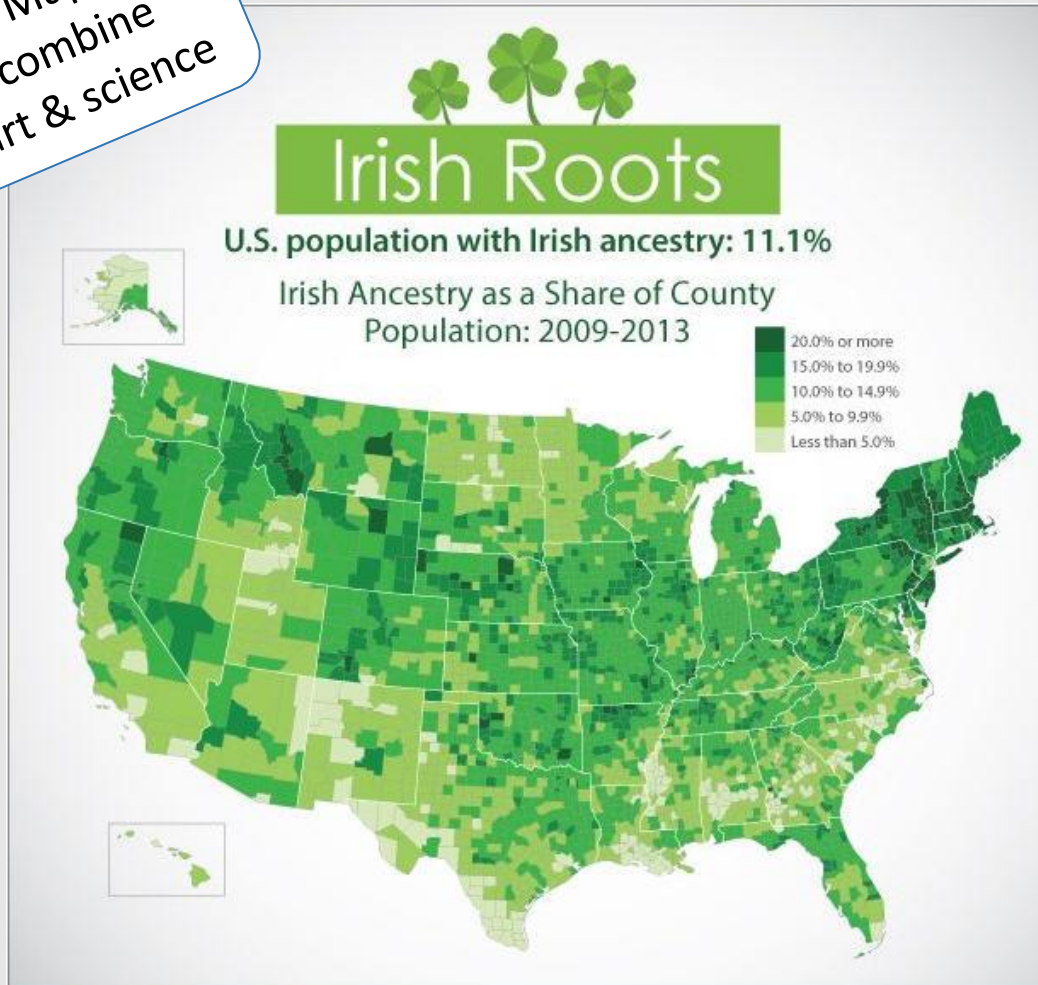 combine
& science
Irish Roots
U.S. population with Irish ancestry: 11.1%
Irish Ancestry as a Share of County
Population: 2009-2013
20.0% or more
15.0% to 19.9%
10.0% to 14.9%
5.0% to 9.9%
Less than 5.0%